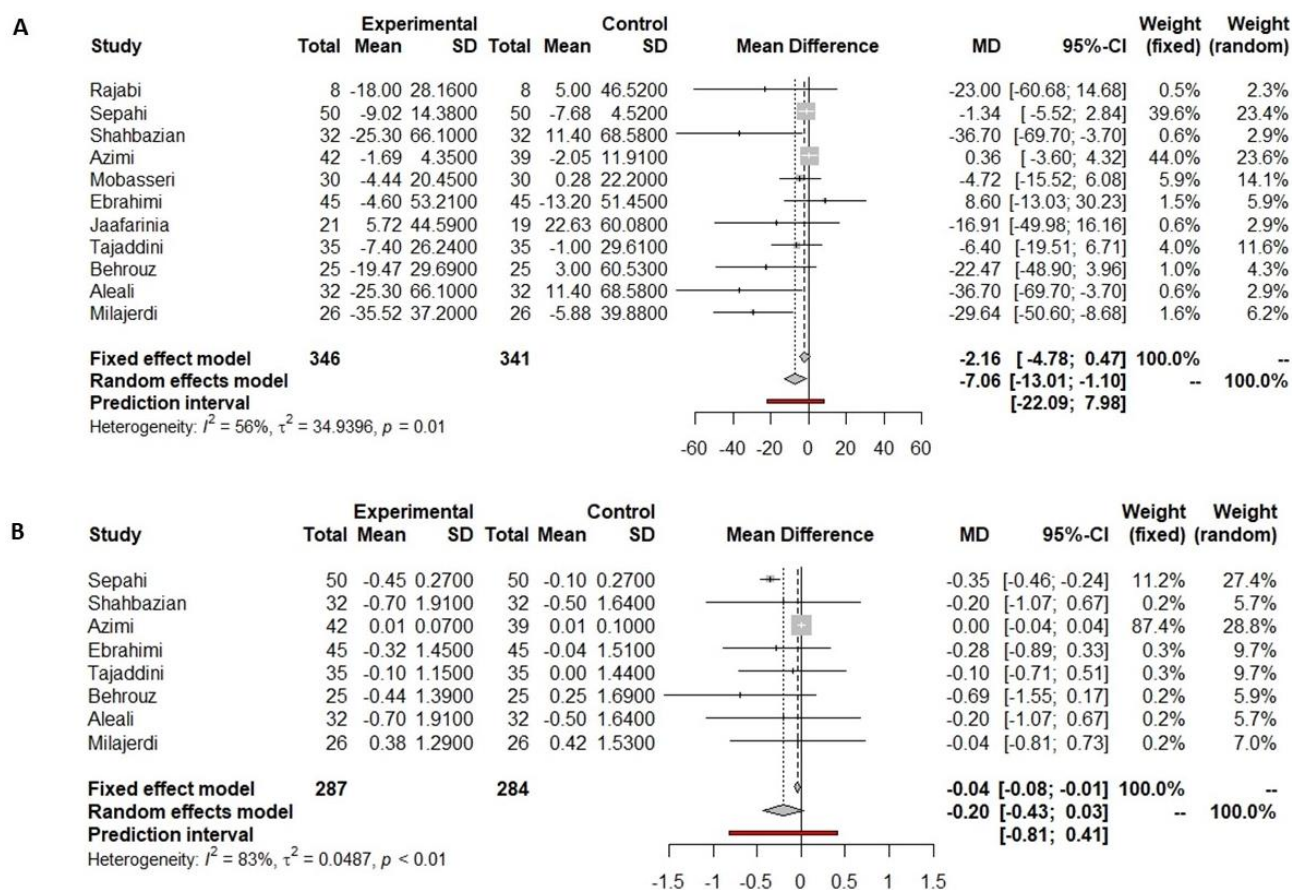 A
Experimental Control Weight Weight
Study Total Mean SD Total Mean SD Mean Difference MD 95%-CI (fixed) (random)
Rajabi 8 -18.00 28.1600 8 5.00 46.5200 -23.00 [-60.68; 14.68] 0.5% 2.3%
Sepahi 50 -9.02 14.3800 50 -7.68 4.5200 -1.34 [-5.52; 2.84] 39.6% 23.4%
Shahbazian 32 -25.30 66.1000 32 11.40 68.5800 -36.70 [-69.70; -3.70] 0.6% 2.9%
Azimi 42 -1.69 4.3500 39 -2.05 11.9100 0.36 [-3.60; 4.32] 44.0% 23.6%
Mobasseri 30 -4.44 20.4500 30 0.28 22.2000 -4.72 [-15.52; 6.08] 5.9% 14.1%
Ebrahimi 45 -4.60 53.2100 45 -13.20 51.4500 8.60 [-13.03; 30.23] 1.5% 5.9%
Jaafarinia 21 5.72 44.5900 19 22.63 60.0800 -16.91 [-49.98; 16.16] 0.6% 2.9%
Tajaddini 35 -7.40 26.2400 35 -1.00 29.6100 -6.40 [-19.51; 6.71] 4.0% 11.6%
Behrouz 25 -19.47 29.6900 25 3.00 60.5300 -22.47 [-48.90; 3.96] 1.0% 4.3%
Aleali 32 -25.30 66.1000 32 11.40 68.5800 -36.70 [-69.70; -3.70] 0.6% 2.9%
Milajerdi 26 -35.52 37.2000 26 -5.88 39.8800 -29.64 [-50.60; -8.68] 1.6% 6.2%
Fixed effect model 346 341 -2.16 [-4.78; 0.47] 100.0% --
Random effects model -7.06 [-13.01; -1.10] -- 100.0%
Prediction interval [-22.09; 7.98]
Heterogeneity: I² = 56%, τ² = 34.9396, p = 0.01
-60 -40 -20 0 20 40 60
B
Experimental Control Weight Weight
Study Total Mean SD Total Mean SD Mean Difference MD 95%-CI (fixed) (random)
Sepahi 50 -0.45 0.2700 50 -0.10 0.2700 -0.35 [-0.46; -0.24] 11.2% 27.4%
Shahbazian 32 -0.70 1.9100 32 -0.50 1.6400 -0.20 [-1.07; 0.67] 0.2% 5.7%
Azimi 42 0.01 0.0700 39 0.01 0.1000 0.00 [-0.04; 0.04] 87.4% 28.8%
Ebrahimi 45 -0.32 1.4500 45 -0.04 1.5100 -0.28 [-0.89; 0.33] 0.3% 9.7%
Tajaddini 35 -0.10 1.1500 35 0.00 1.4400 -0.10 [-0.71; 0.51] 0.3% 9.7%
Behrouz 25 -0.44 1.3900 25 0.25 1.6900 -0.69 [-1.55; 0.17] 0.2% 5.9%
Aleali 32 -0.70 1.9100 32 -0.50 1.6400 -0.20 [-1.07; 0.67] 0.2% 5.7%
Milajerdi 26 0.38 1.2900 26 0.42 1.5300 -0.04 [-0.81; 0.73] 0.2% 7.0%
Fixed effect model 287 284 -0.04 [-0.08; -0.01] 100.0% --
Random effects model -0.20 [-0.43; 0.03] -- 100.0%
Prediction interval [-0.81; 0.41]
Heterogeneity: I² = 83%, τ² = 0.0487, p < 0.01
-1.5 -1 -0.5 0 0.5 1 1.5